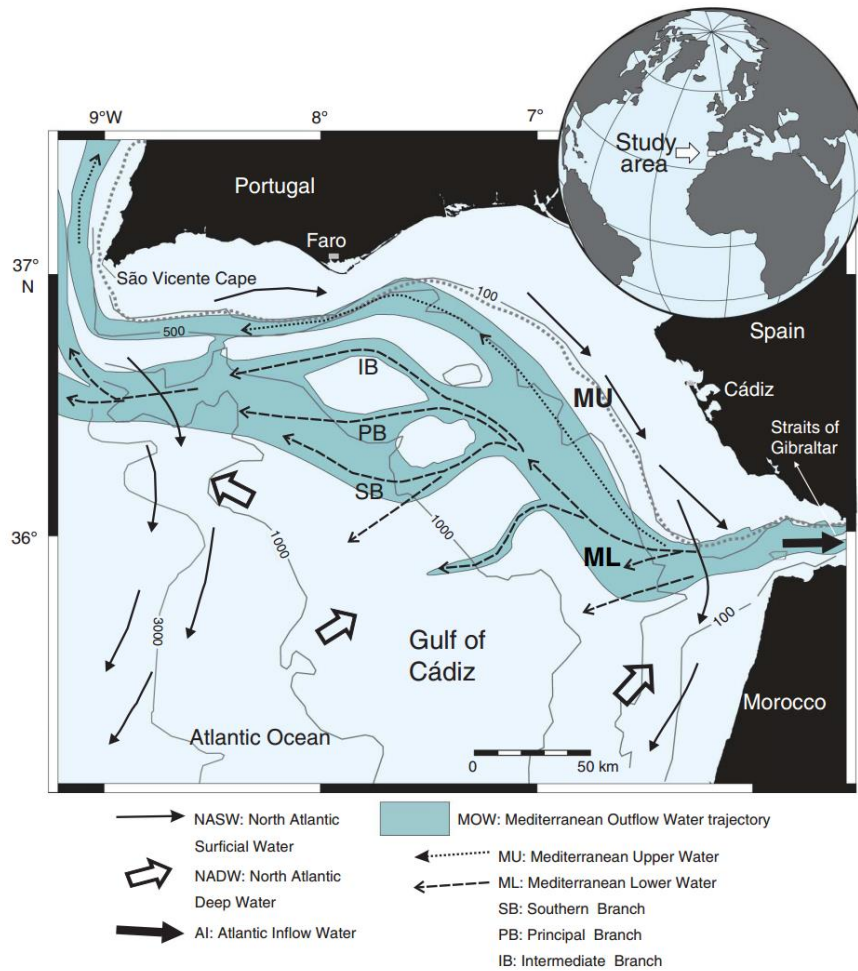 9°W
8°
7°
Study
area
Portugal
Faro
37°
N
São Vicente Cape
100
500
Spain
IB
MU
Cádiz
PB
Straits of
Gibraltar
SB
36°
1000
ML
1000
100
3000
Gulf of
Cádiz
Morocco
Atlantic Ocean
0 50 km
NASW: North Atlantic
Surficial Water
NADW: North Atlantic
Deep Water
AI: Atlantic Inflow Water
MOW: Mediterranean Outflow Water trajectory
MU: Mediterranean Upper Water
ML: Mediterranean Lower Water
SB: Southern Branch
PB: Principal Branch
IB: Intermediate Branch